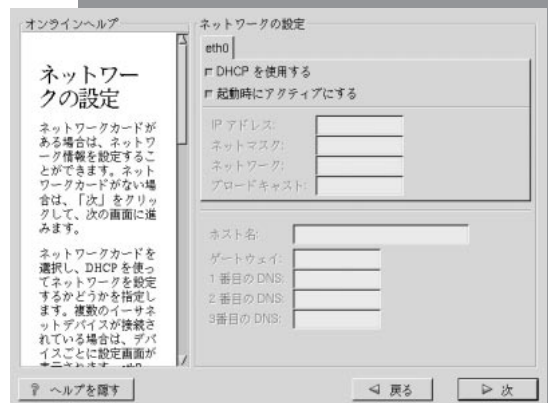 オンラインヘルプ
ネットワー
クの設定
ネットワークカードが
ある場合は、ネットワ
ーク情報を設定するこ
とができます。ネット
ワークカードがない場
合は、「次」をクリッ
クして、次の画面に進
みます。
ネットワークカードを
選択し、DHCP を使っ
てネットワークを設定
するかどうかを指定し
ます。複数のイーサネ
ットデバイスが接続さ
れている場合は、デバ
イスごとに設定画面が
ネットワークの設定
eth0
DHCP を使用する
起動時にアクティブにする
IP アドレス:
ネットマスク:
ネットワーク:
ブロードキャスト:
ホスト名:
ゲートウェイ:
1 番目の DNS:
2 番目の DNS:
3番目の DNS:
? ヘルプを隠す
戻る
次